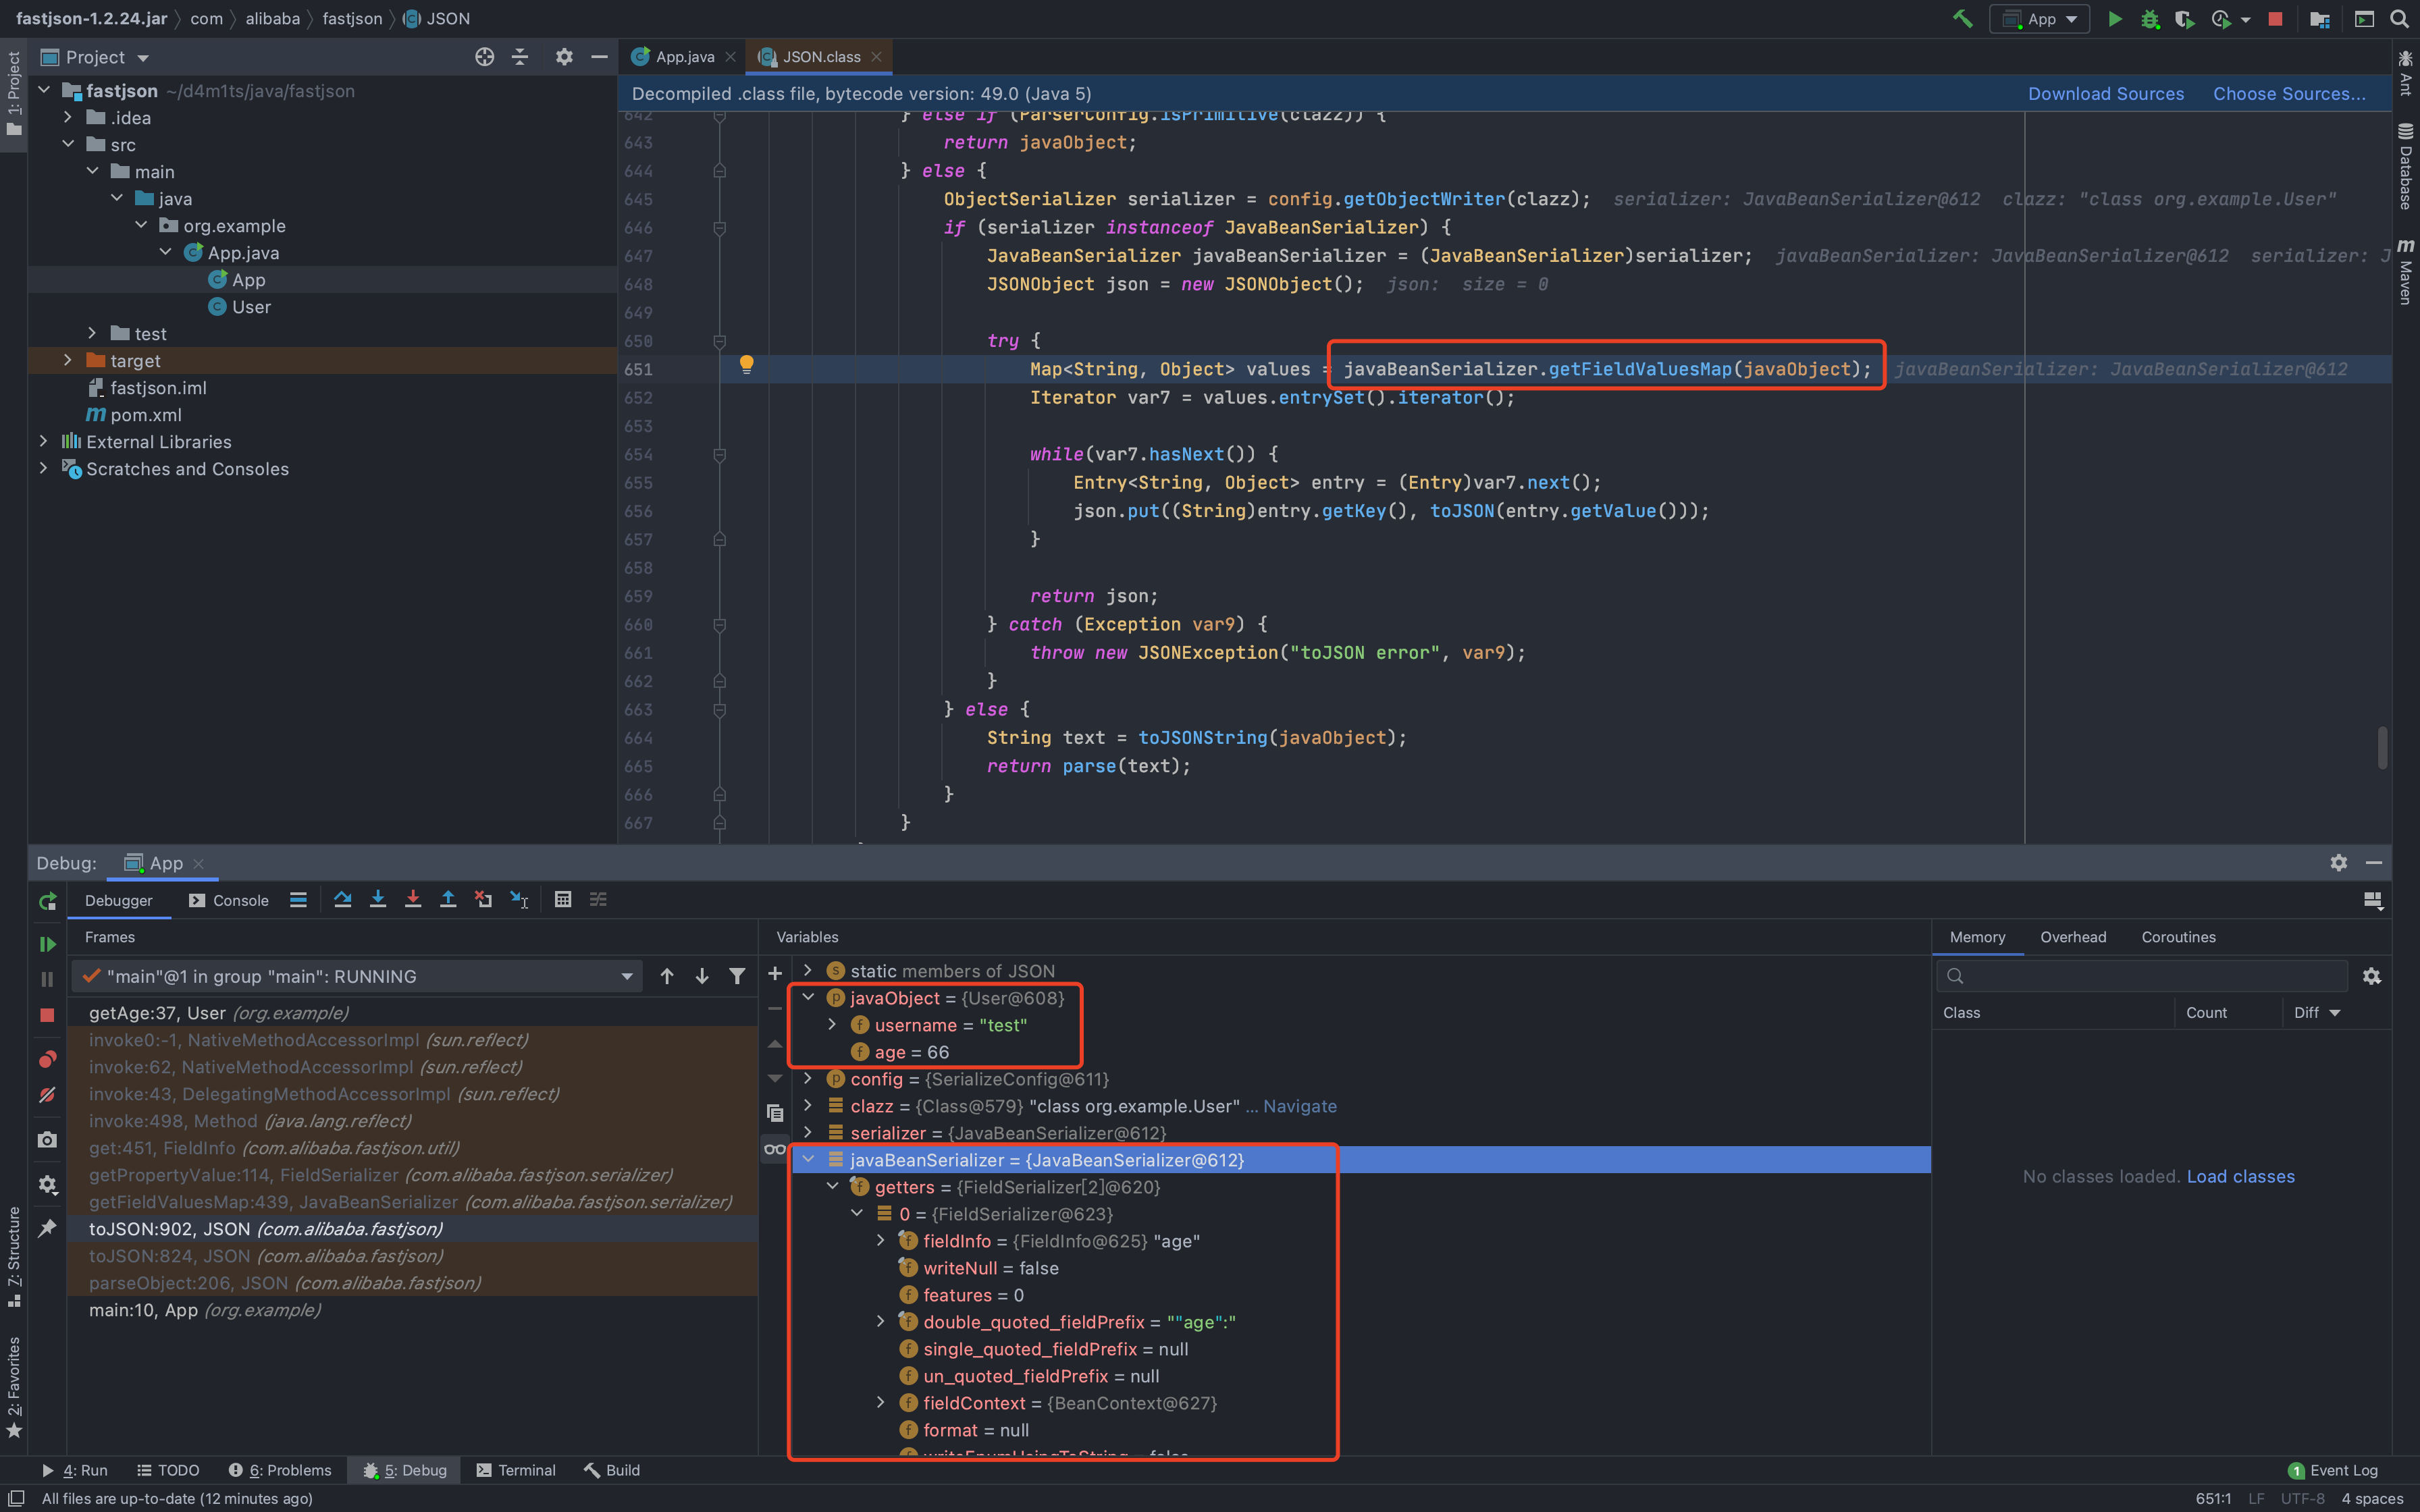 fastjson-1.2.24.jar com alibaba fastjson JSON
App
Project
App.java
JSON.class
1: Project
fastjson ~/d4m1ts/java/fastjson
.idea
src
main
java
org.example
App.java
App
User
test
target
fastjson.iml
pom.xml
External Libraries
Scratches and Consoles
Decompiled .class file, bytecode version: 49.0 (Java 5)
Download Sources
Choose Sources...
642 } else if (ParserConfig.isPrimitive(clazz)) {
643 return javaObject;
644 } else {
645 ObjectSerializer serializer = config.getObjectWriter(clazz); serializer: JavaBeanSerializer@612 clazz: "class org.example.User"
646 if (serializer instanceof JavaBeanSerializer) {
647 JavaBeanSerializer javaBeanSerializer = (JavaBeanSerializer)serializer; javaBeanSerializer: JavaBeanSerializer@612 serializer: J
648 JSONObject json = new JSONObject(); json: size = 0
649
650 try {
651 Map<String, Object> values = javaBeanSerializer.getFieldValuesMap(javaObject); javaBeanSerializer: JavaBeanSerializer@612
652 Iterator var7 = values.entrySet().iterator();
653
654 while(var7.hasNext()) {
655 Entry<String, Object> entry = (Entry)var7.next();
656 json.put((String)entry.getKey(), toJSON(entry.getValue()));
657 }
658
659 return json;
660 } catch (Exception var9) {
661 throw new JSONException("toJSON error", var9);
662 }
663 } else {
664 String text = toJSONString(javaObject);
665 return parse(text);
666 }
667 }
Ant
Database
m Maven
Debug: App
Debugger
Console
Frames
"main"@1 in group "main": RUNNING
getAge:37, User (org.example)
invoke0:-1, NativeMethodAccessorImpl (sun.reflect)
invoke:62, NativeMethodAccessorImpl (sun.reflect)
invoke:43, DelegatingMethodAccessorImpl (sun.reflect)
invoke:498, Method (java.lang.reflect)
get:451, FieldInfo (com.alibaba.fastjson.util)
getPropertyValue:114, FieldSerializer (com.alibaba.fastjson.serializer)
getFieldValuesMap:439, JavaBeanSerializer (com.alibaba.fastjson.serializer)
toJSON:902, JSON (com.alibaba.fastjson)
toJSON:824, JSON (com.alibaba.fastjson)
parseObject:206, JSON (com.alibaba.fastjson)
main:10, App (org.example)
Variables
static members of JSON
javaObject = {User@608}
username = "test"
age = 66
config = {SerializeConfig@611}
clazz = {Class@579} "class org.example.User" ... Navigate
serializer = {JavaBeanSerializer@612}
javaBeanSerializer = {JavaBeanSerializer@612}
getters = {FieldSerializer[2]@620}
0 = {FieldSerializer@623}
fieldInfo = {FieldInfo@625} "age"
writeNull = false
features = 0
double_quoted_fieldPrefix = ""age":"
single_quoted_fieldPrefix = null
un_quoted_fieldPrefix = null
fieldContext = {BeanContext@627}
format = null
writeEnumUsingToString = false
Memory
Overhead
Coroutines
Class
Count
Diff
No classes loaded. Load classes
7: Structure
2: Favorites
4: Run
TODO
6: Problems
5: Debug
Terminal
Build
1 Event Log
All files are up-to-date (12 minutes ago)
651:1 LF UTF-8 4 spaces